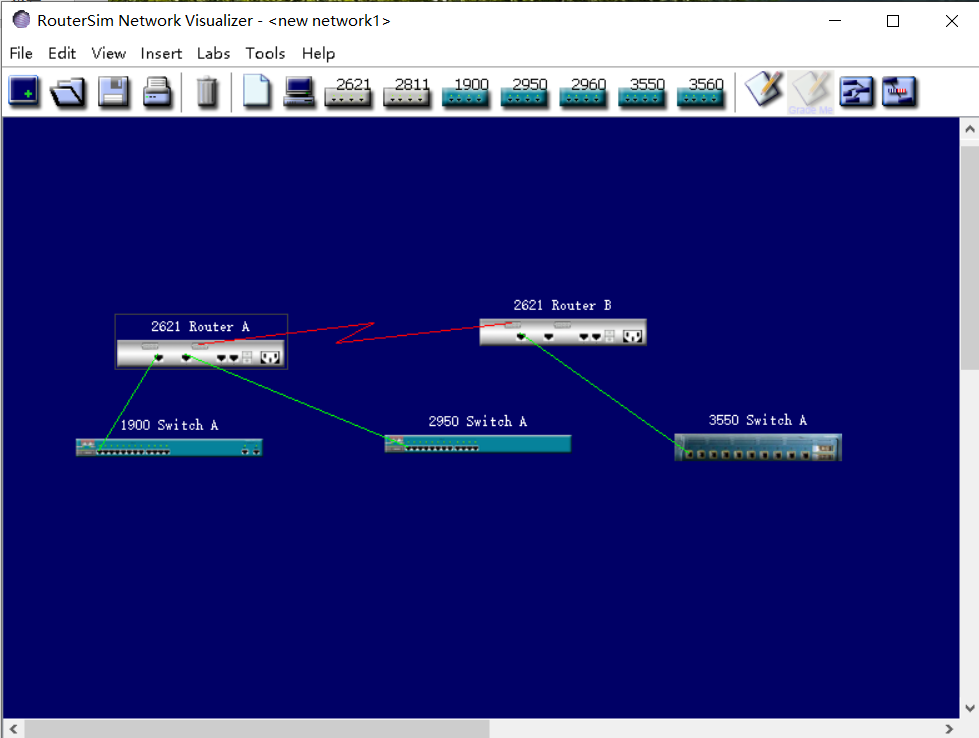 RouterSim Network Visualizer - <new network1>
File Edit View Insert Labs Tools Help
2621 2811 1900 2950 2960 3550 3560
Grade Me
2621 Router B
2621 Router A
1900 Switch A
2950 Switch A
3550 Switch A